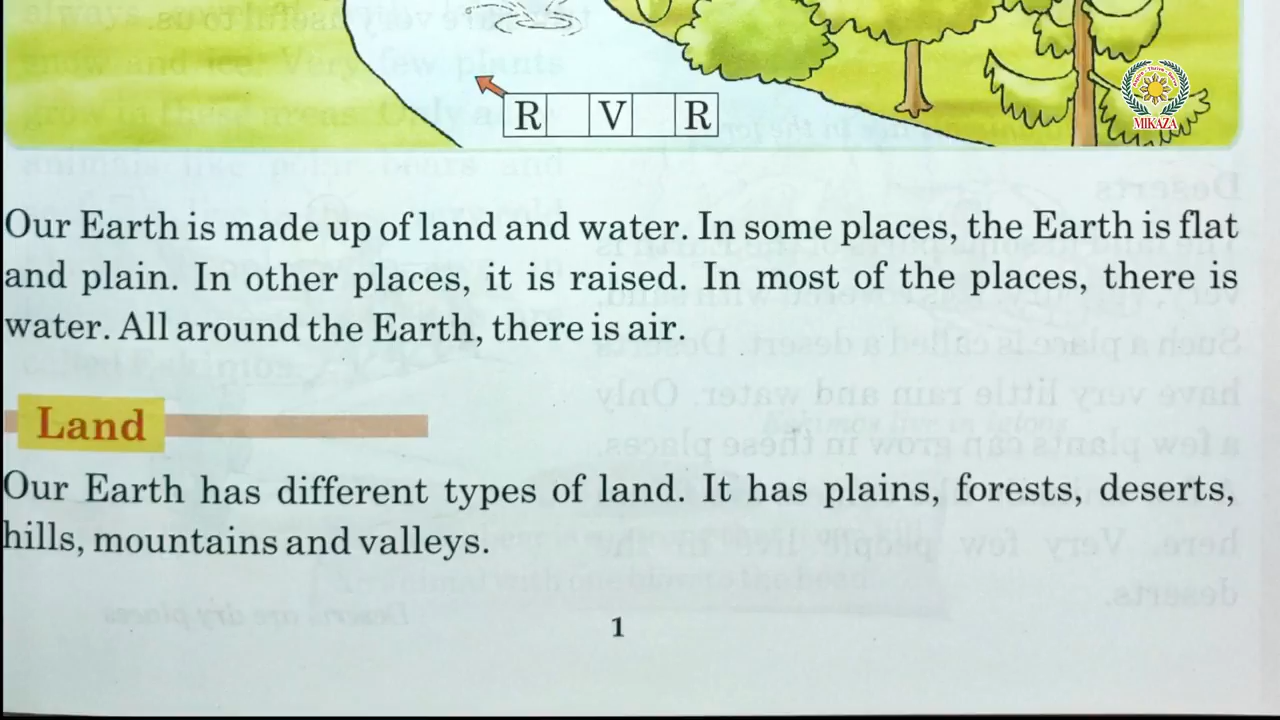 R V R
MIKAZA
Our Earth is made up of land and water. In some places, the Earth is flat
and plain. In other places, it is raised. In most of the places, there is
water. All around the Earth, there is air.
Land
Our Earth has different types of land. It has plains, forests, deserts,
hills, mountains and valleys.
1